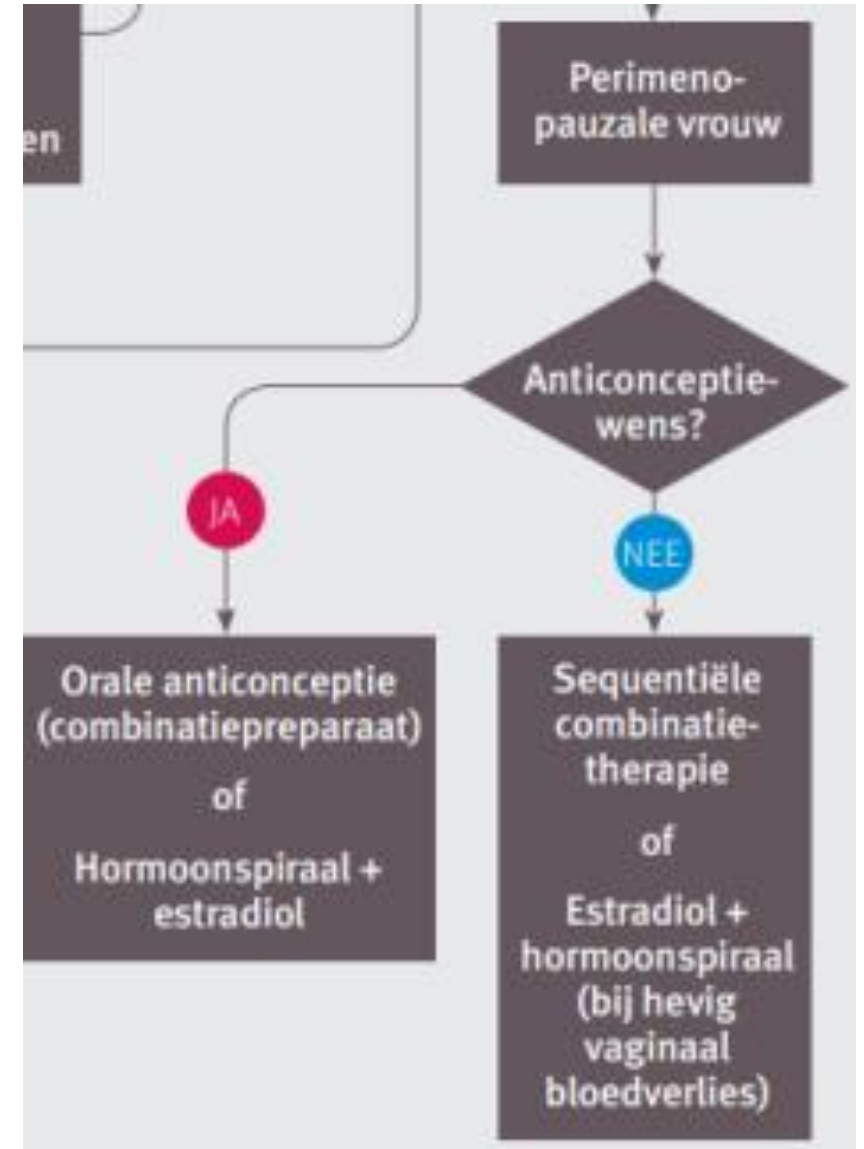 en
Perimeno-
pauzale vrouw
Anticonceptie-
wens?
JA
NEE
Orale anticonceptie
(combinatiepreparaat)
of
Hormoonspiraal +
estradiol
Sequentiële
combinatie-
therapie
of
Estradiol +
hormoonspiraal
(bij hevig
vaginaal
bloedverlies)